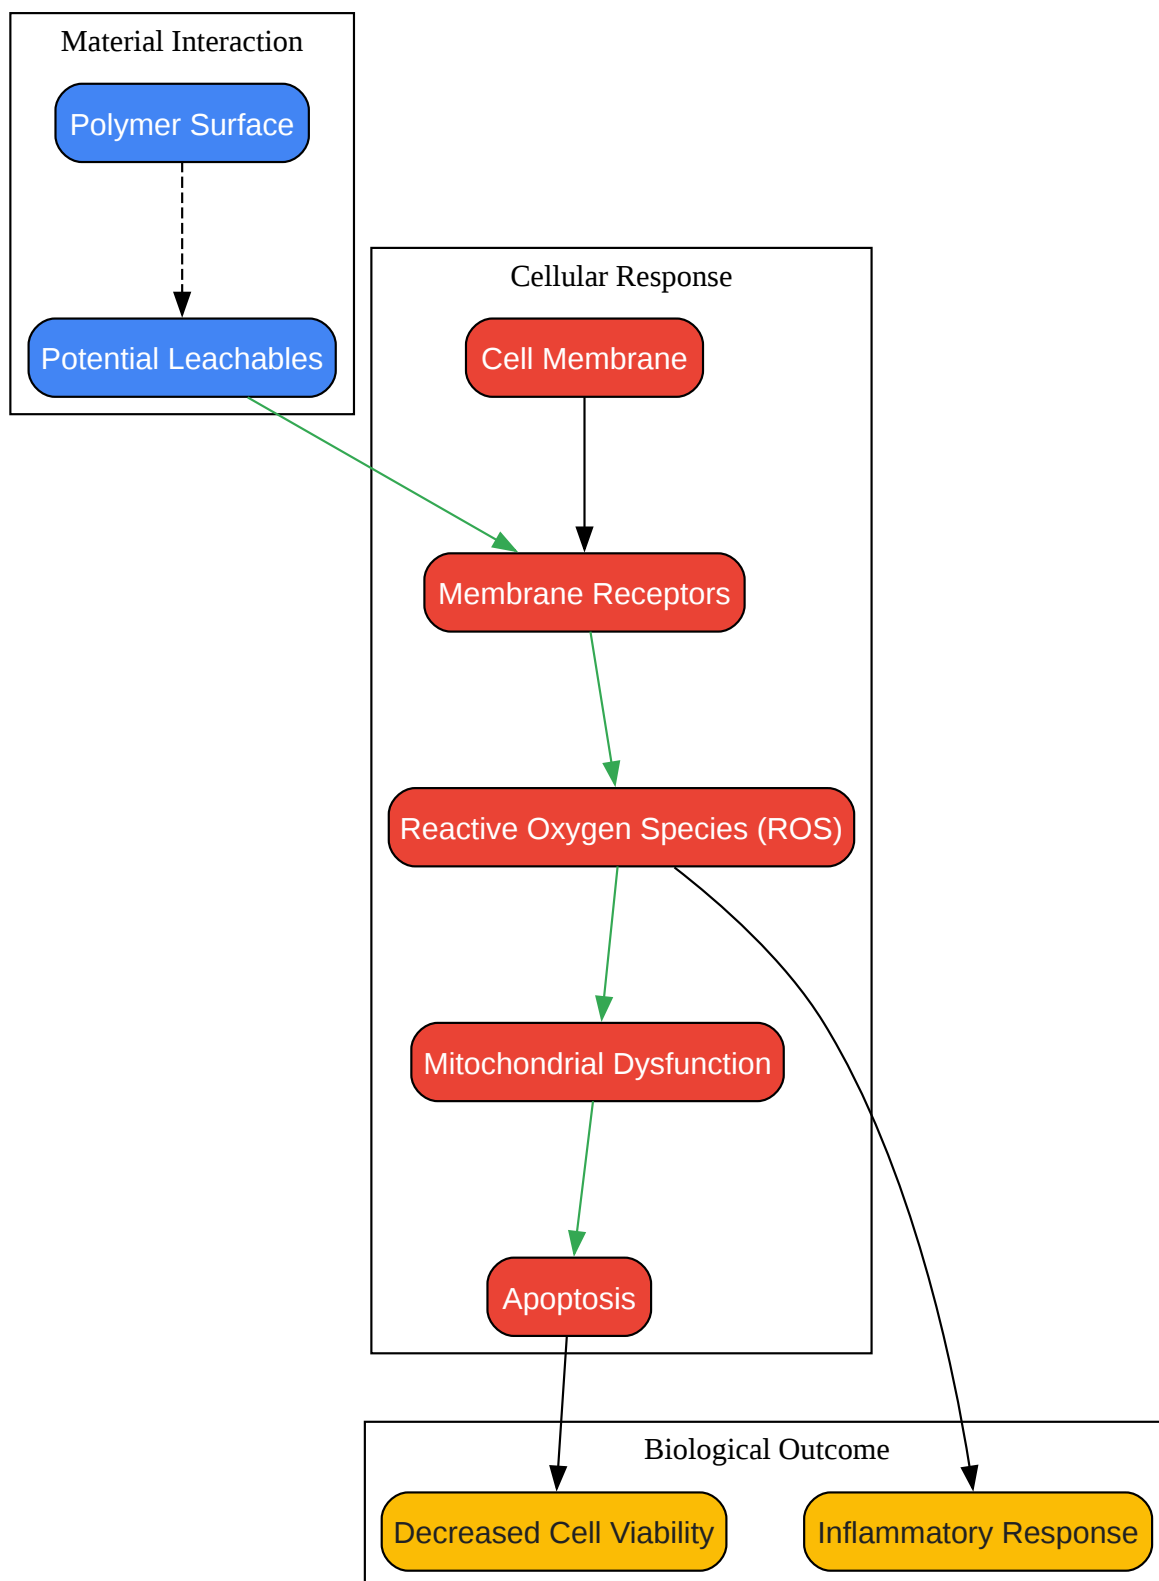 Material Interaction
Polymer Surface
Potential Leachables
Cellular Response
Cell Membrane
Membrane Receptors
Reactive Oxygen Species (ROS)
Mitochondrial Dysfunction
Apoptosis
Biological Outcome
Decreased Cell Viability
Inflammatory Response